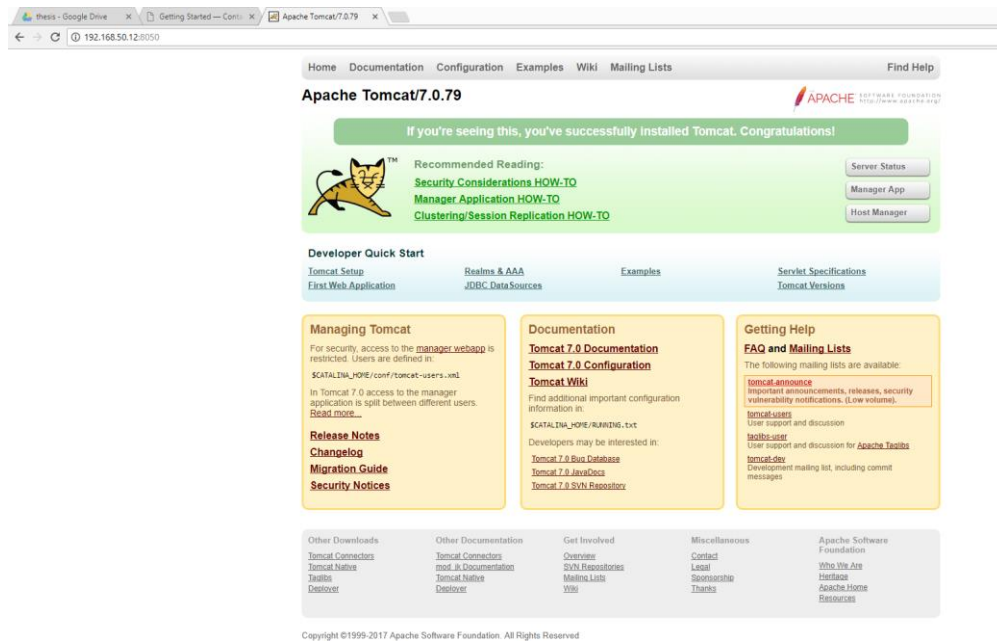 thesis - Google Drive
Getting Started — Conta
Apache Tomcat/7.0.79
192.168.50.12:8050
Home Documentation Configuration Examples Wiki Mailing Lists Find Help
Apache Tomcat/7.0.79
APACHE SOFTWARE FOUNDATION
http://www.apache.org/
If you're seeing this, you've successfully installed Tomcat. Congratulations!
TM
Recommended Reading:
Security Considerations HOW-TO
Manager Application HOW-TO
Clustering/Session Replication HOW-TO
Server Status
Manager App
Host Manager
Developer Quick Start
Tomcat Setup
First Web Application
Realms & AAA
JDBC DataSources
Examples
Servlet Specifications
Tomcat Versions
Managing Tomcat
For security, access to the manager webapp is
restricted. Users are defined in:
$CATALINA_HOME/conf/tomcat-users.xml
In Tomcat 7.0 access to the manager
application is split between different users.
Read more...
Release Notes
Changelog
Migration Guide
Security Notices
Documentation
Tomcat 7.0 Documentation
Tomcat 7.0 Configuration
Tomcat Wiki
Find additional important configuration
information in:
$CATALINA_HOME/RUNNING.txt
Developers may be interested in:
Tomcat 7.0 Bug Database
Tomcat 7.0 JavaDocs
Tomcat 7.0 SVN Repository
Getting Help
FAQ and Mailing Lists
The following mailing lists are available:
tomcat-announce
Important announcements, releases, security
vulnerability notifications. (Low volume).
tomcat-users
User support and discussion
taglibs-user
User support and discussion for Apache Taglibs
tomcat-dev
Development mailing list, including commit
messages
Other Downloads
Tomcat Connectors
Tomcat Native
Taglibs
Deployer
Other Documentation
Tomcat Connectors
mod_jk Documentation
Tomcat Native
Deployer
Get Involved
Overview
SVN Repositories
Mailing Lists
Wiki
Miscellaneous
Contact
Legal
Sponsorship
Thanks
Apache Software
Foundation
Who We Are
Heritage
Apache Home
Resources
Copyright ©1999-2017 Apache Software Foundation. All Rights Reserved